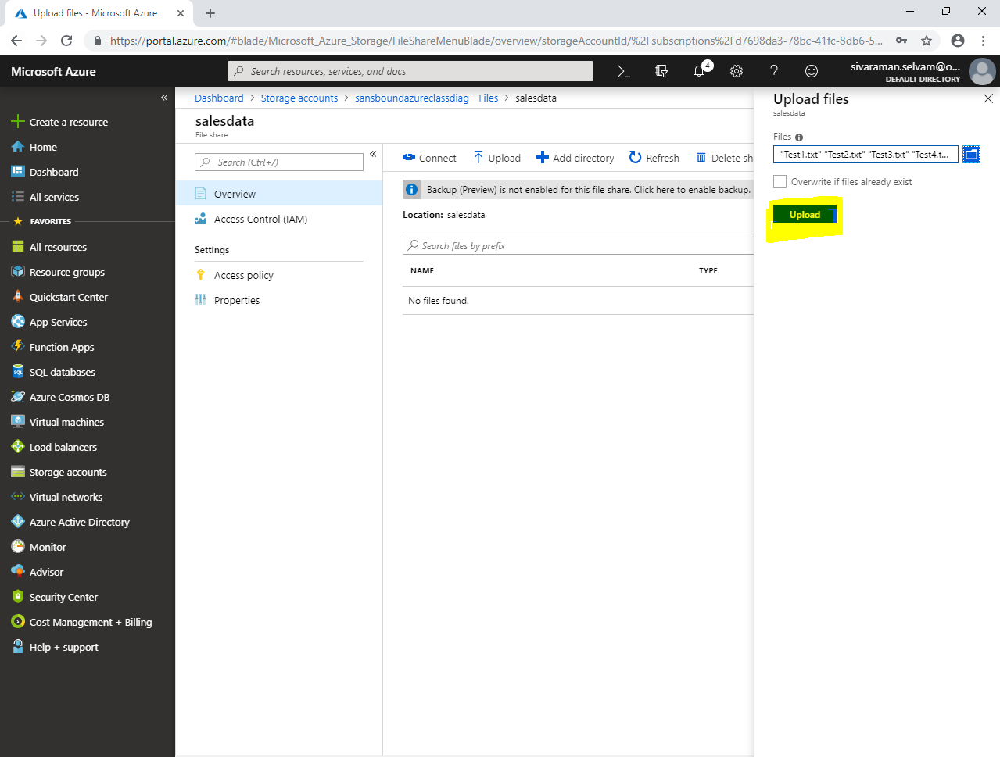 Upload files - Microsoft Azure
https://portal.azure.com/#blade/Microsoft_Azure_Storage/FileShareMenuBlade/overview/storageAccountId/%2Fsubscriptions%2Fd7698da3-78bc-41fc-8db6-5...
Microsoft Azure
Search resources, services, and docs
4
sivaraman.selvam@o...
DEFAULT DIRECTORY
Create a resource
Home
Dashboard
All services
FAVORITES
All resources
Resource groups
Quickstart Center
App Services
Function Apps
SQL databases
Azure Cosmos DB
Virtual machines
Load balancers
Storage accounts
Virtual networks
Azure Active Directory
Monitor
Advisor
Security Center
Cost Management + Billing
Help + support
Dashboard > Storage accounts > sansboundazureclassdiag - Files > salesdata
salesdata
File share
Search (Ctrl+/)
Overview
Access Control (IAM)
Settings
Access policy
Properties
Connect Upload Add directory Refresh Delete sh
Backup (Preview) is not enabled for this file share. Click here to enable backup.
Location: salesdata
Search files by prefix
NAME TYPE
No files found.
Upload files
salesdata
Files
"Test1.txt" "Test2.txt" "Test3.txt" "Test4.t...
Overwrite if files already exist
Upload